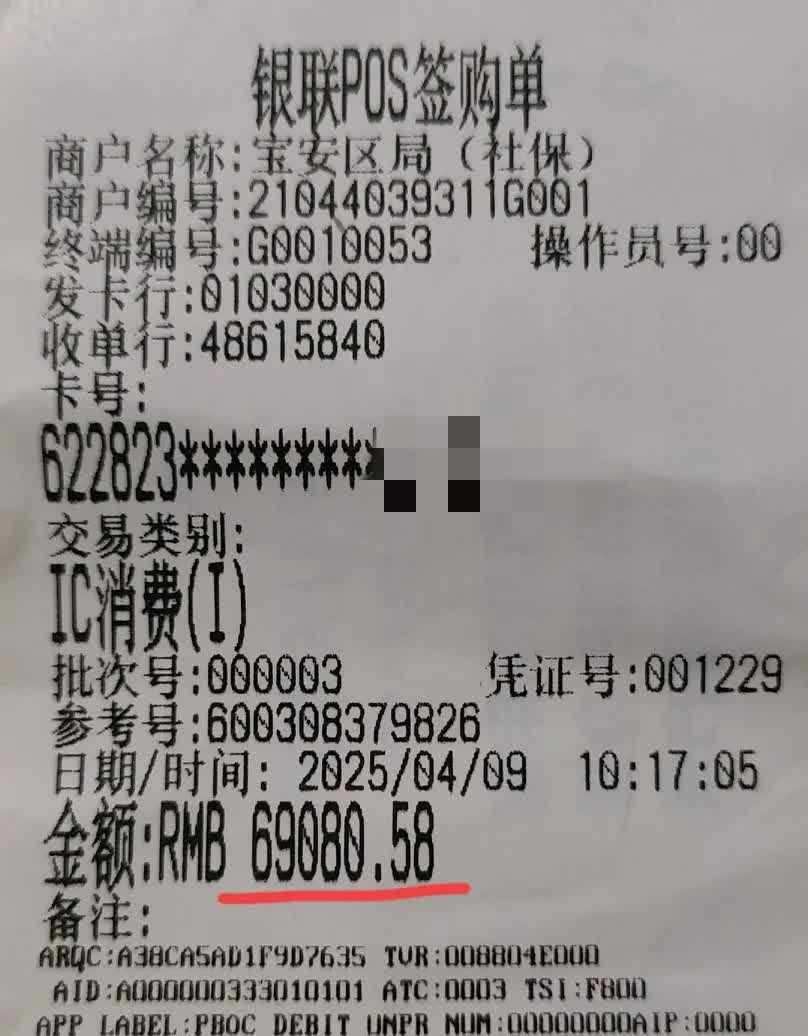 银联POS签购单
商户名称:宝安区局（社保）
商户编号:21044039311G001
终端编号:G0010053 操作员号:00
发卡行:01030000
收单行:48615840
卡号:
622823*********
交易类别:
IC消费(I)
批次号:000003 凭证号:001229
参考号:600308379826
日期/时间: 2025/04/09 10:17:05
金额:RMB 69080.58
备注:
ARQC:A38CA5AD1F9D7635 TVR:008804E000
AID:A000000333010101 ATC:0003 TSI:F800
APP LABEL:PBOC DEBIT UNPR NUM:00000000AIP:0000